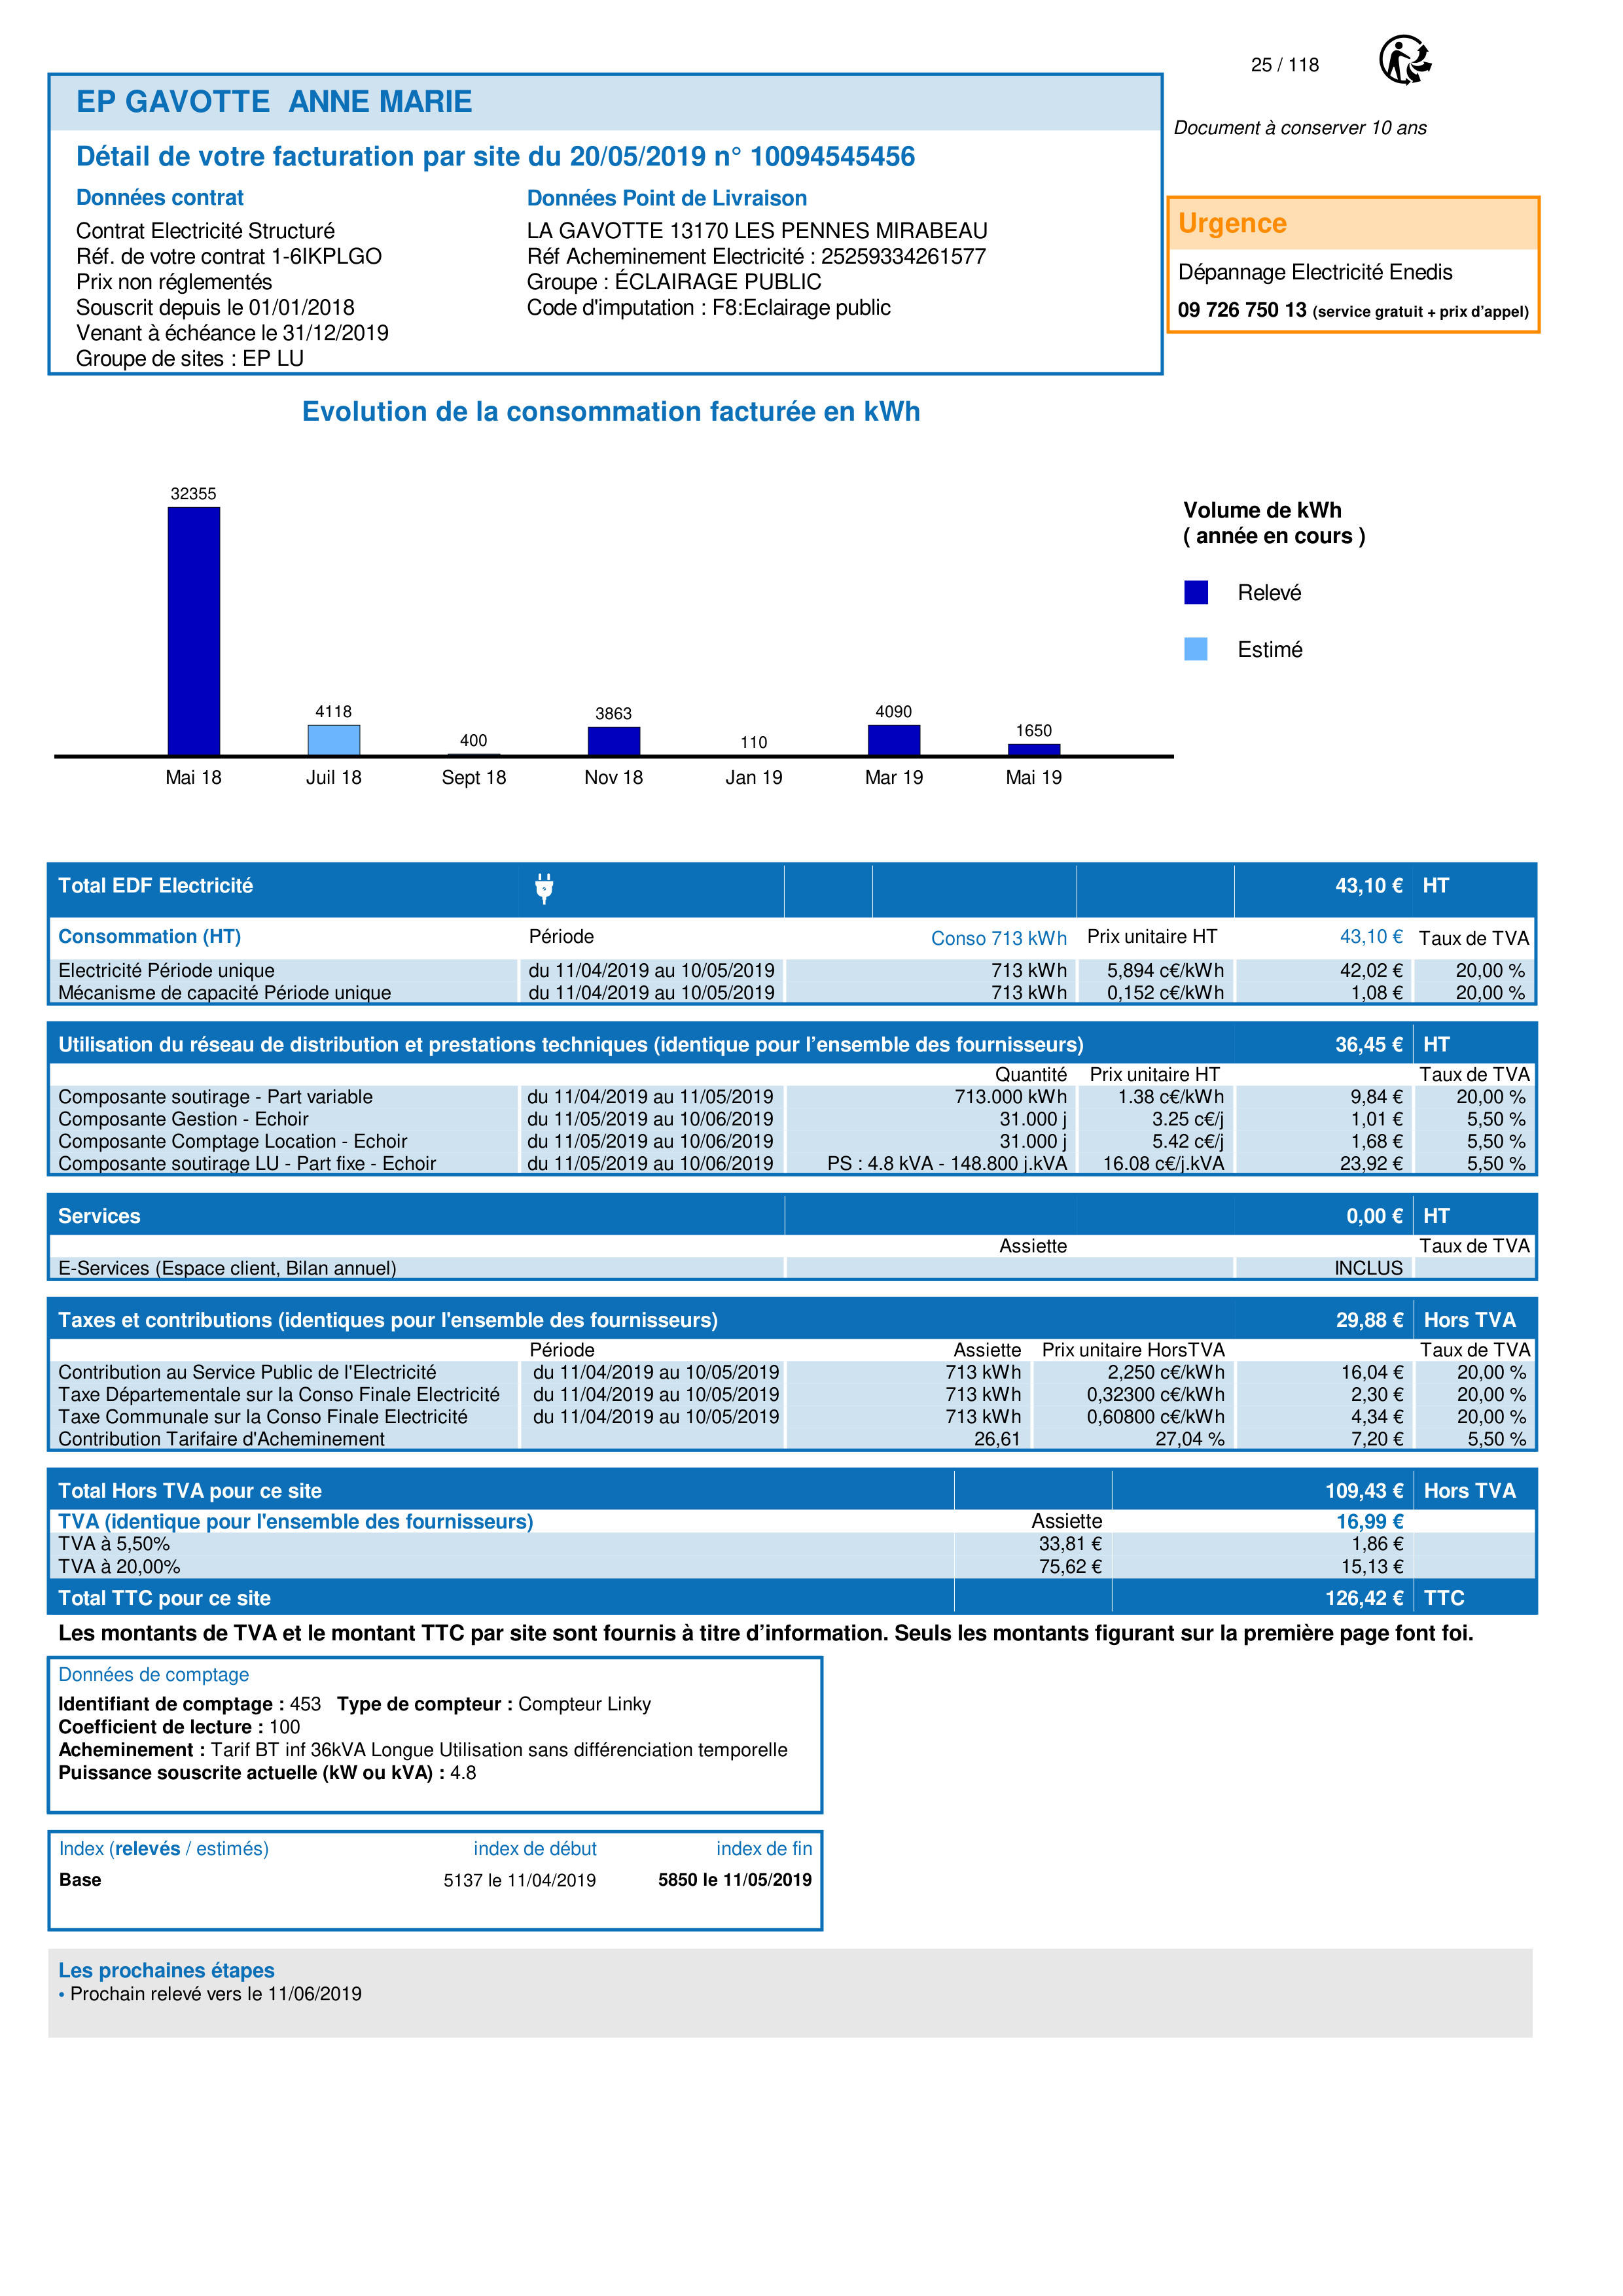 25 / 118
EP GAVOTTE  ANNE MARIE
Document à conserver 10 ans
Détail de votre facturation par site du 20/05/2019 n° 10094545456
Données contrat
Contrat Electricité Structuré
Réf. de votre contrat 1-6IKPLGO
Prix non réglementés
Souscrit depuis le 01/01/2018
Venant à échéance le 31/12/2019
Groupe de sites : EP LU
Données Point de Livraison
LA GAVOTTE 13170 LES PENNES MIRABEAU
Réf Acheminement Electricité : 25259334261577
Groupe : ÉCLAIRAGE PUBLIC
Code d'imputation : F8:Eclairage public
Urgence
Dépannage Electricité Enedis
09 726 750 13 (service gratuit + prix d’appel)
Evolution de la consommation facturée en kWh
32355
4118
400
3863
110
4090
1650
Mai 18 Juil 18 Sept 18 Nov 18 Jan 19 Mar 19 Mai 19
Volume de kWh
( année en cours )
Relevé
Estimé
Total EDF Electricité 43,10 € HT
Consommation (HT) Période Conso 713 kWh Prix unitaire HT 43,10 € Taux de TVA
Electricité Période unique du 11/04/2019 au 10/05/2019 713 kWh 5,894 c€/kWh 42,02 € 20,00 %
Mécanisme de capacité Période unique du 11/04/2019 au 10/05/2019 713 kWh 0,152 c€/kWh 1,08 € 20,00 %
Utilisation du réseau de distribution et prestations techniques (identique pour l’ensemble des fournisseurs) 36,45 € HT
Quantité Prix unitaire HT Taux de TVA
Composante soutirage - Part variable du 11/04/2019 au 11/05/2019 713.000 kWh 1.38 c€/kWh 9,84 € 20,00 %
Composante Gestion - Echoir du 11/05/2019 au 10/06/2019 31.000 j 3.25 c€/j 1,01 € 5,50 %
Composante Comptage Location - Echoir du 11/05/2019 au 10/06/2019 31.000 j 5.42 c€/j 1,68 € 5,50 %
Composante soutirage LU - Part fixe - Echoir du 11/05/2019 au 10/06/2019 PS : 4.8 kVA - 148.800 j.kVA 16.08 c€/j.kVA 23,92 € 5,50 %
Services 0,00 € HT
Assiette Taux de TVA
E-Services (Espace client, Bilan annuel) INCLUS
Taxes et contributions (identiques pour l'ensemble des fournisseurs) 29,88 € Hors TVA
Période Assiette Prix unitaire HorsTVA Taux de TVA
Contribution au Service Public de l'Electricité du 11/04/2019 au 10/05/2019 713 kWh 2,250 c€/kWh 16,04 € 20,00 %
Taxe Départementale sur la Conso Finale Electricité du 11/04/2019 au 10/05/2019 713 kWh 0,32300 c€/kWh 2,30 € 20,00 %
Taxe Communale sur la Conso Finale Electricité du 11/04/2019 au 10/05/2019 713 kWh 0,60800 c€/kWh 4,34 € 20,00 %
Contribution Tarifaire d'Acheminement 26,61 27,04 % 7,20 € 5,50 %
Total Hors TVA pour ce site 109,43 € Hors TVA
TVA (identique pour l'ensemble des fournisseurs) Assiette 16,99 €
TVA à 5,50% 33,81 € 1,86 €
TVA à 20,00% 75,62 € 15,13 €
Total TTC pour ce site 126,42 € TTC
Les montants de TVA et le montant TTC par site sont fournis à titre d’information. Seuls les montants figurant sur la première page font foi.
Données de comptage
Identifiant de comptage : 453 Type de compteur : Compteur Linky
Coefficient de lecture : 100
Acheminement : Tarif BT inf 36kVA Longue Utilisation sans différenciation temporelle
Puissance souscrite actuelle (kW ou kVA) : 4.8
Index (relevés / estimés) index de début index de fin
Base 5137 le 11/04/2019 5850 le 11/05/2019
Les prochaines étapes
• Prochain relevé vers le 11/06/2019